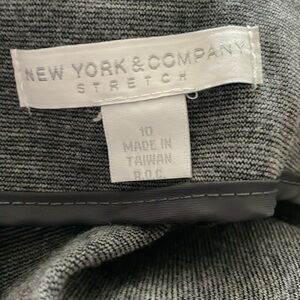 NEW YORK & COMPANY
STRETCH
10
MADE IN
TAIWAN
R.O.C.